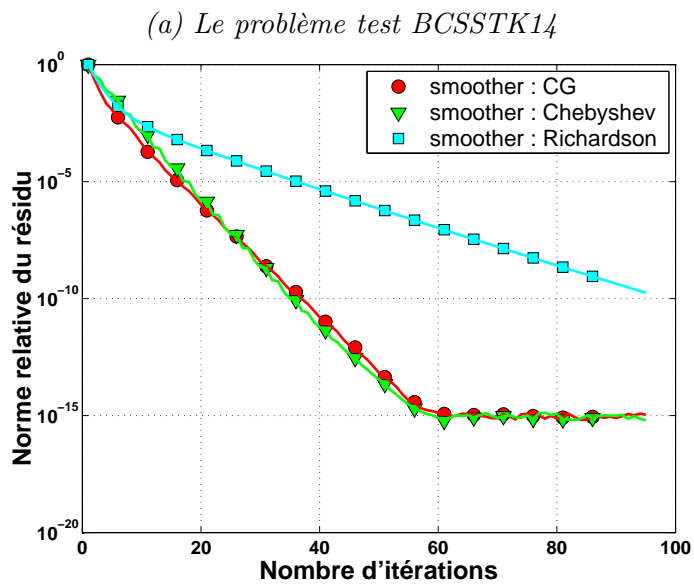 (a) Le problème test BCSSTK14
smoother : CG
smoother : Chebyshev
smoother : Richardson
Norme relative du résidu
10^0
10^-5
10^-10
10^-15
10^-20
0 20 40 60 80 100
Nombre d'itérations